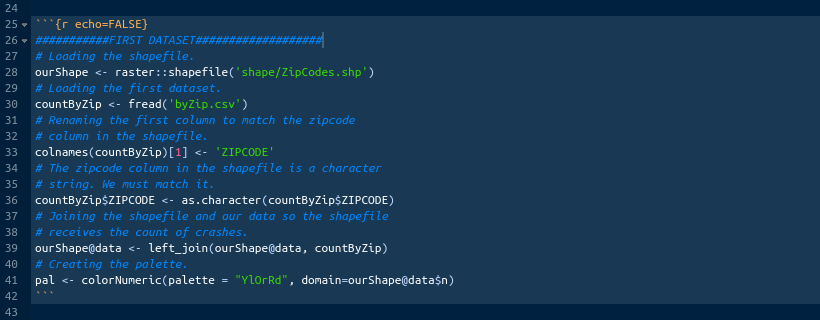 24
25 ```{r echo=FALSE}
26 ###########FIRST DATASET###################
27 # Loading the shapefile.
28 ourShape <- raster::shapefile('shape/ZipCodes.shp')
29 # Loading the first dataset.
30 countByZip <- fread('byZip.csv')
31 # Renaming the first column to match the zipcode
32 # column in the shapefile.
33 colnames(countByZip)[1] <- 'ZIPCODE'
34 # The zipcode column in the shapefile is a character
35 # string. We must match it.
36 countByZip$ZIPCODE <- as.character(countByZip$ZIPCODE)
37 # Joining the shapefile and our data so the shapefile
38 # receives the count of crashes.
39 ourShape@data <- left_join(ourShape@data, countByZip)
40 # Creating the palette.
41 pal <- colorNumeric(palette = "YlOrRd", domain=ourShape@data$n)
42 ```
43